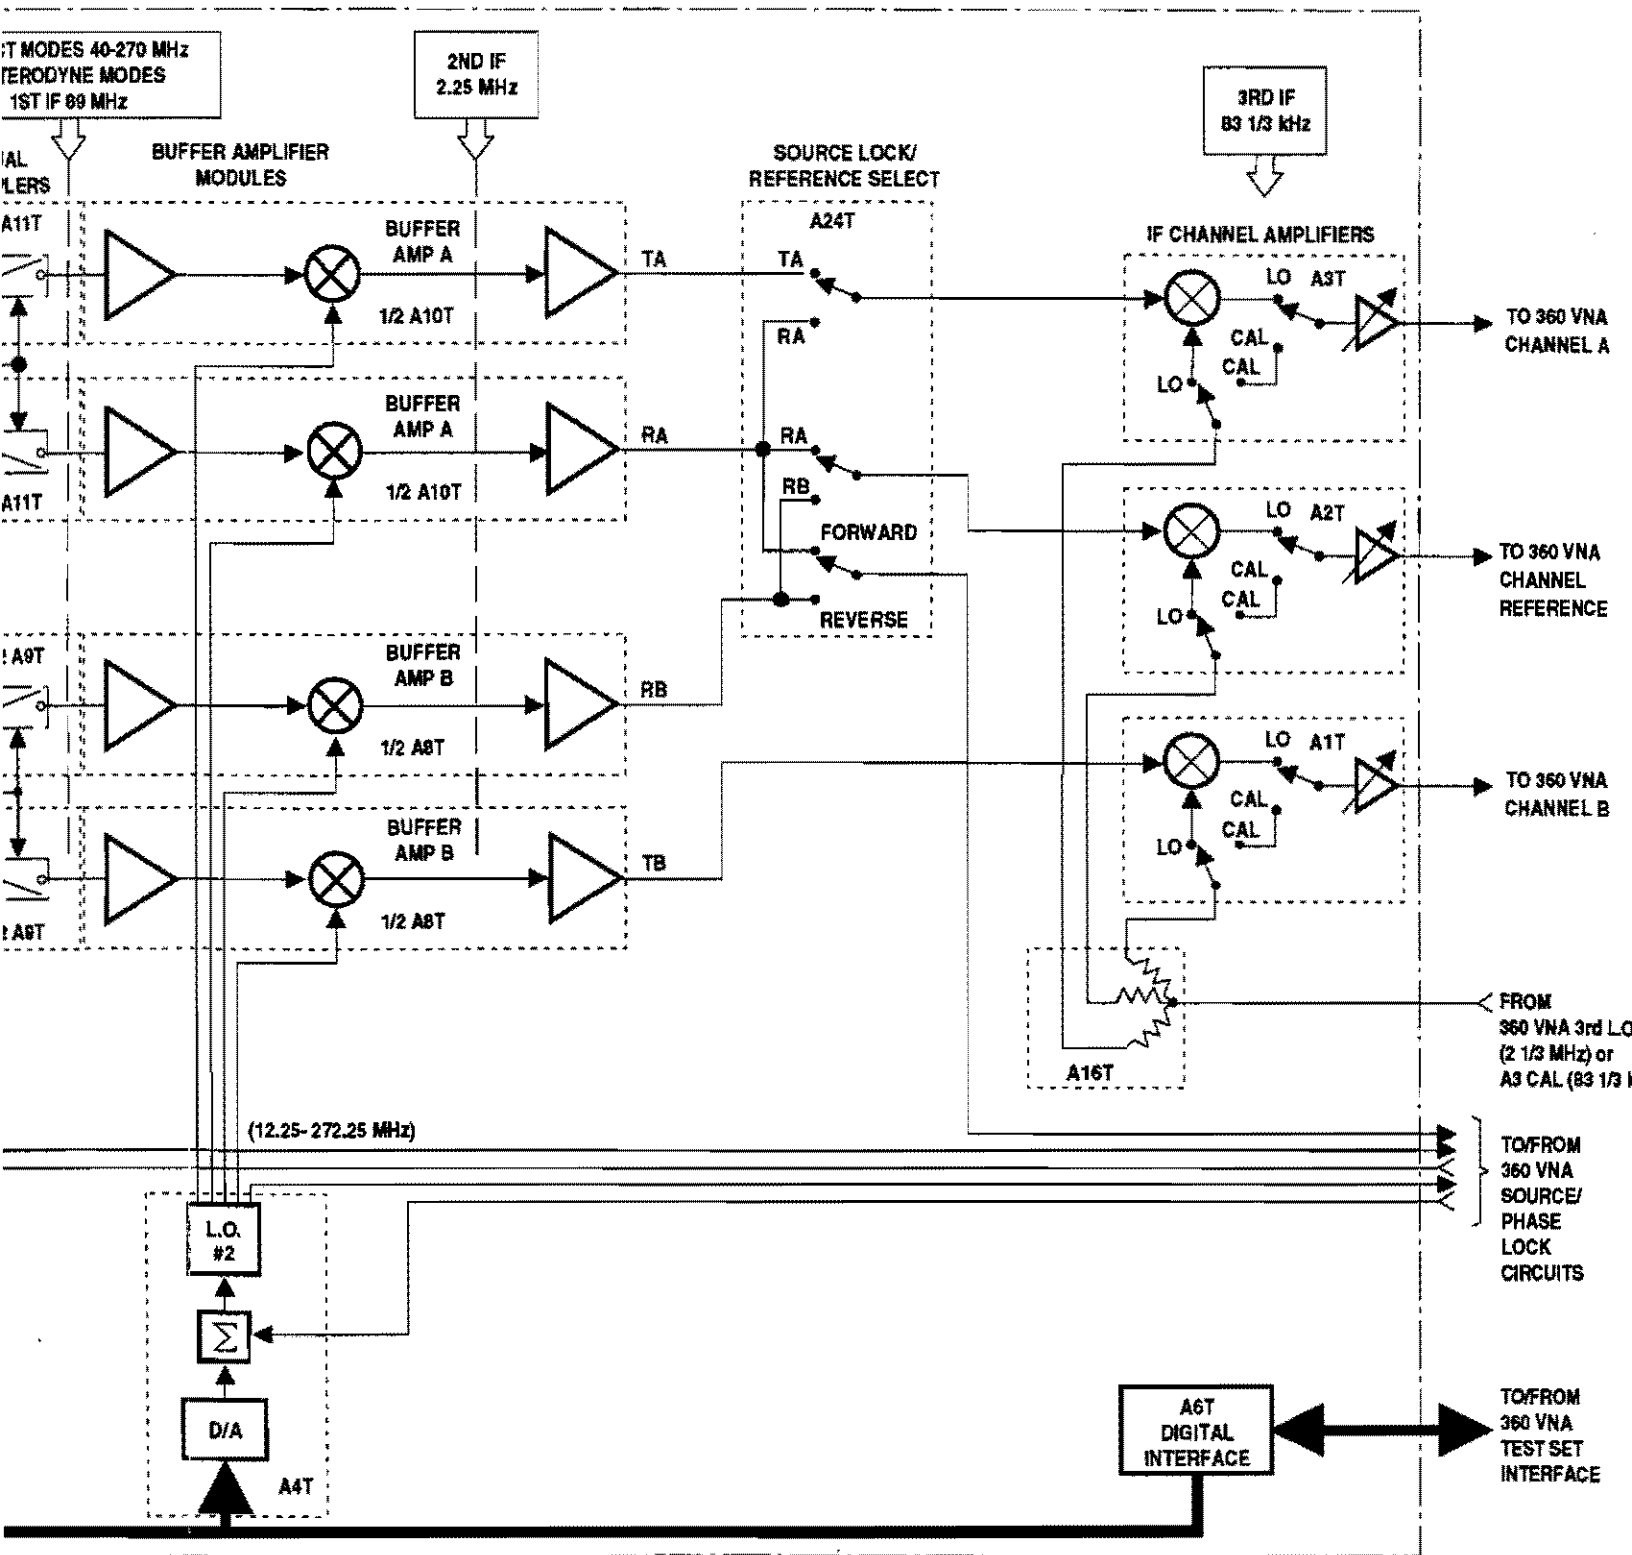 CT MODES 40-270 MHz
TERODYNE MODES
1ST IF 89 MHz
2ND IF
2.25 MHz
3RD IF
83 1/3 kHz
UAL
PLERS
BUFFER AMPLIFIER
MODULES
SOURCE LOCK/
REFERENCE SELECT
IF CHANNEL AMPLIFIERS
A11T
BUFFER
AMP A
1/2 A10T
TA
A24T
TA
RA
LO A3T
CAL
CAL
LO
TO 360 VNA
CHANNEL A
A11T
BUFFER
AMP A
1/2 A10T
RA
RA
RB
FORWARD
REVERSE
LO A2T
CAL
CAL
LO
TO 360 VNA
CHANNEL
REFERENCE
2 A9T
BUFFER
AMP B
1/2 A8T
RB
LO A1T
CAL
CAL
LO
TO 360 VNA
CHANNEL B
2 A9T
BUFFER
AMP B
1/2 A8T
TB
A16T
FROM
360 VNA 3rd L.O
(2 1/3 MHz) or
A3 CAL (83 1/3 k
(12.25- 272.25 MHz)
TO/FROM
360 VNA
SOURCE/
PHASE
LOCK
CIRCUITS
L.O.
#2
Σ
D/A
A4T
A6T
DIGITAL
INTERFACE
TO/FROM
360 VNA
TEST SET
INTERFACE